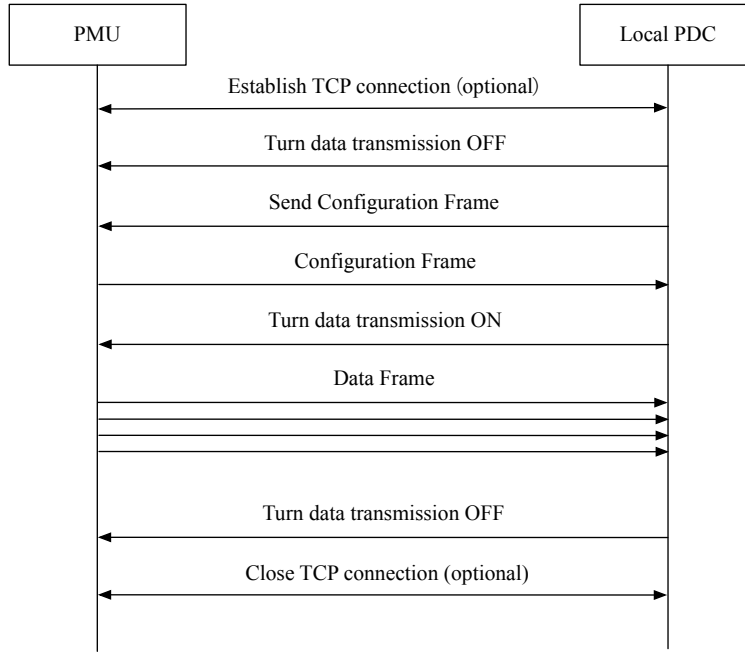 PMU
Local PDC
Establish TCP connection (optional)
Turn data transmission OFF
Send Configuration Frame
Configuration Frame
Turn data transmission ON
Data Frame
Turn data transmission OFF
Close TCP connection (optional)